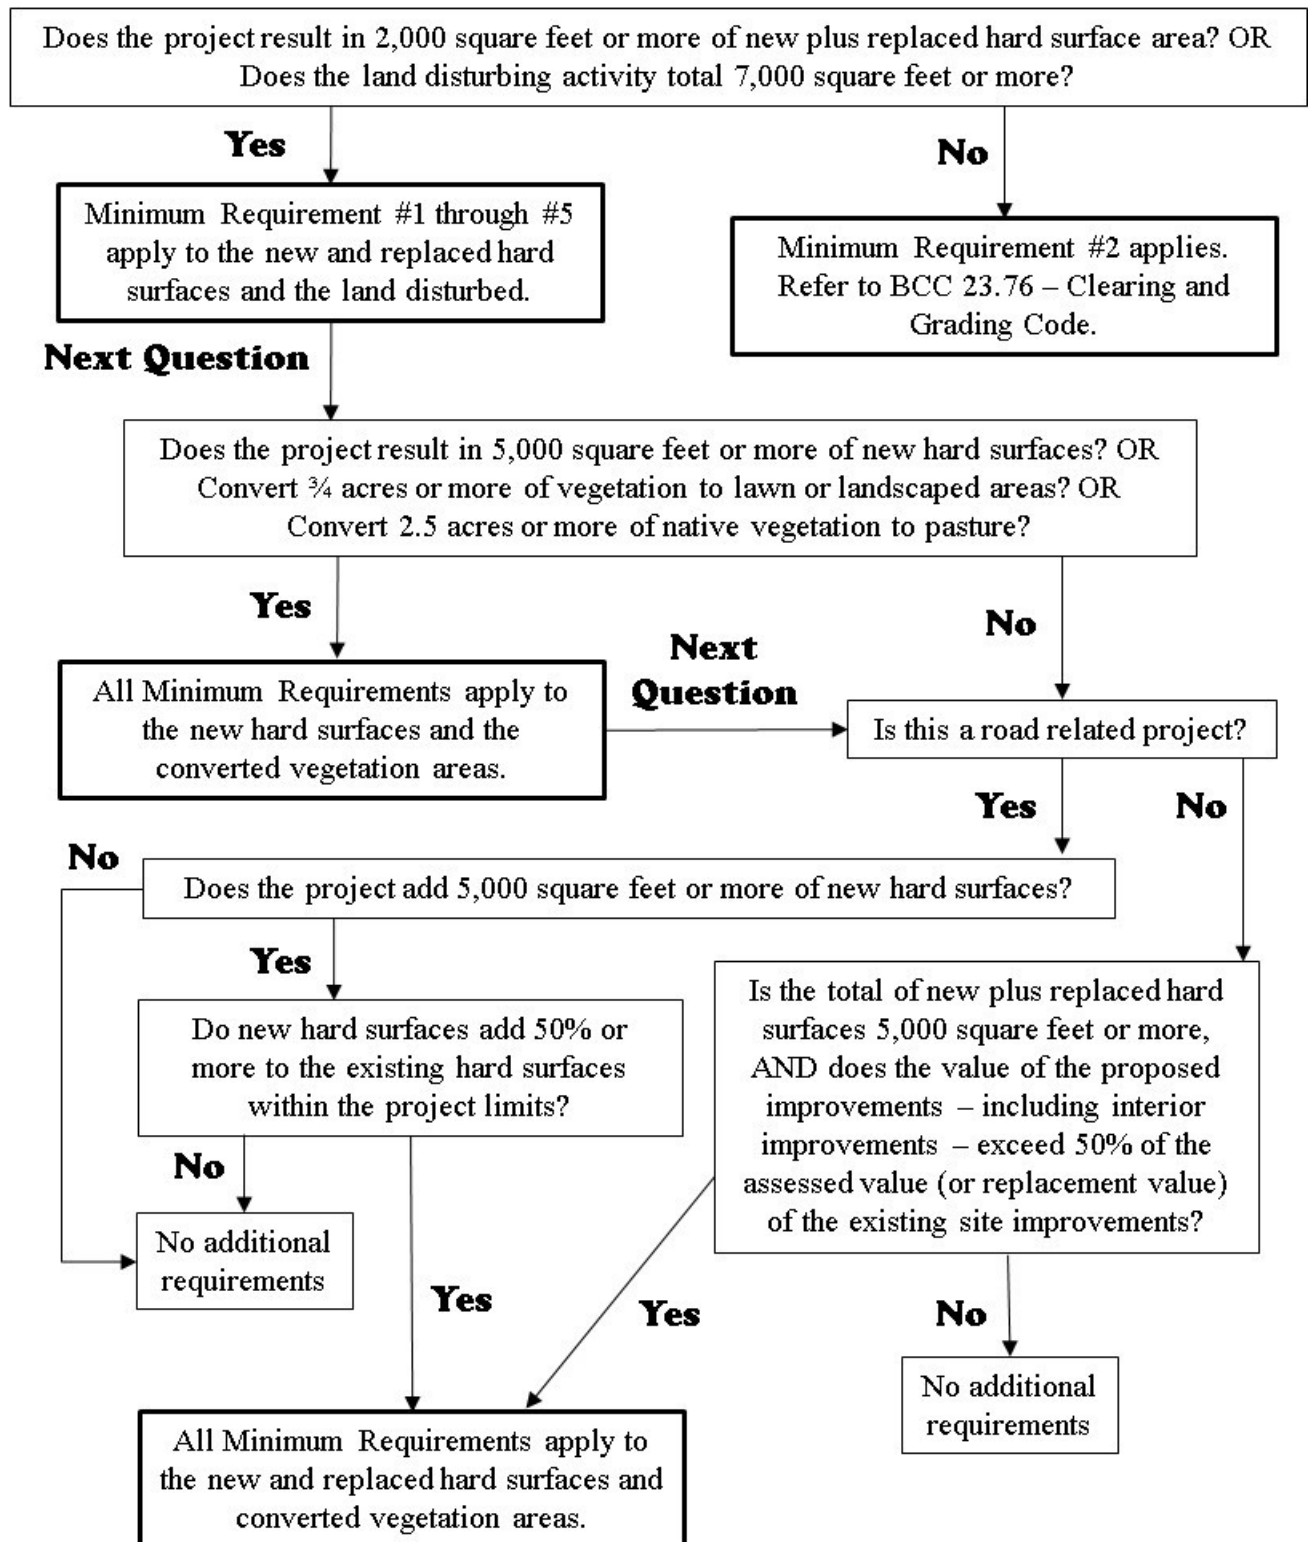 Does the project result in 2,000 square feet or more of new plus replaced hard surface area? OR
Does the land disturbing activity total 7,000 square feet or more?
Yes
No
Minimum Requirement #1 through #5
apply to the new and replaced hard
surfaces and the land disturbed.
Minimum Requirement #2 applies.
Refer to BCC 23.76 – Clearing and
Grading Code.
Next Question
Does the project result in 5,000 square feet or more of new hard surfaces? OR
Convert ¾ acres or more of vegetation to lawn or landscaped areas? OR
Convert 2.5 acres or more of native vegetation to pasture?
Yes
No
Next
Question
All Minimum Requirements apply to
the new hard surfaces and the
converted vegetation areas.
Is this a road related project?
Yes
No
No
Does the project add 5,000 square feet or more of new hard surfaces?
Yes
Do new hard surfaces add 50% or
more to the existing hard surfaces
within the project limits?
Is the total of new plus replaced hard
surfaces 5,000 square feet or more,
AND does the value of the proposed
improvements – including interior
improvements – exceed 50% of the
assessed value (or replacement value)
of the existing site improvements?
No
No additional
requirements
Yes
Yes
No
No additional
requirements
All Minimum Requirements apply to
the new and replaced hard surfaces and
converted vegetation areas.